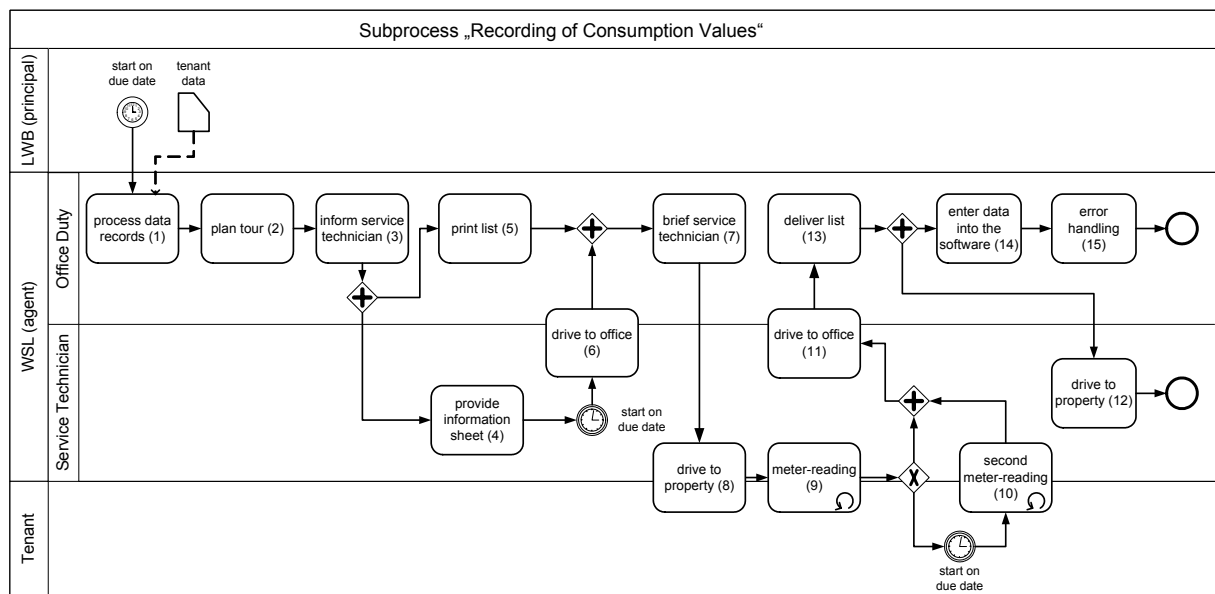 Subprocess „Recording of Consumption Values“
LWB (principal)
start on
due date
tenant
data
WSL (agent)
Office Duty
process data
records (1)
plan tour (2)
inform service
technician (3)
print list (5)
brief service
technician (7)
deliver list
(13)
enter data
into the
software (14)
error
handling
(15)
Service Technician
drive to office
(6)
drive to office
(11)
provide
information
sheet (4)
start on
due date
drive to
property (12)
drive to
property (8)
meter-reading
(9)
X
second
meter-reading
(10)
Tenant
start on
due date